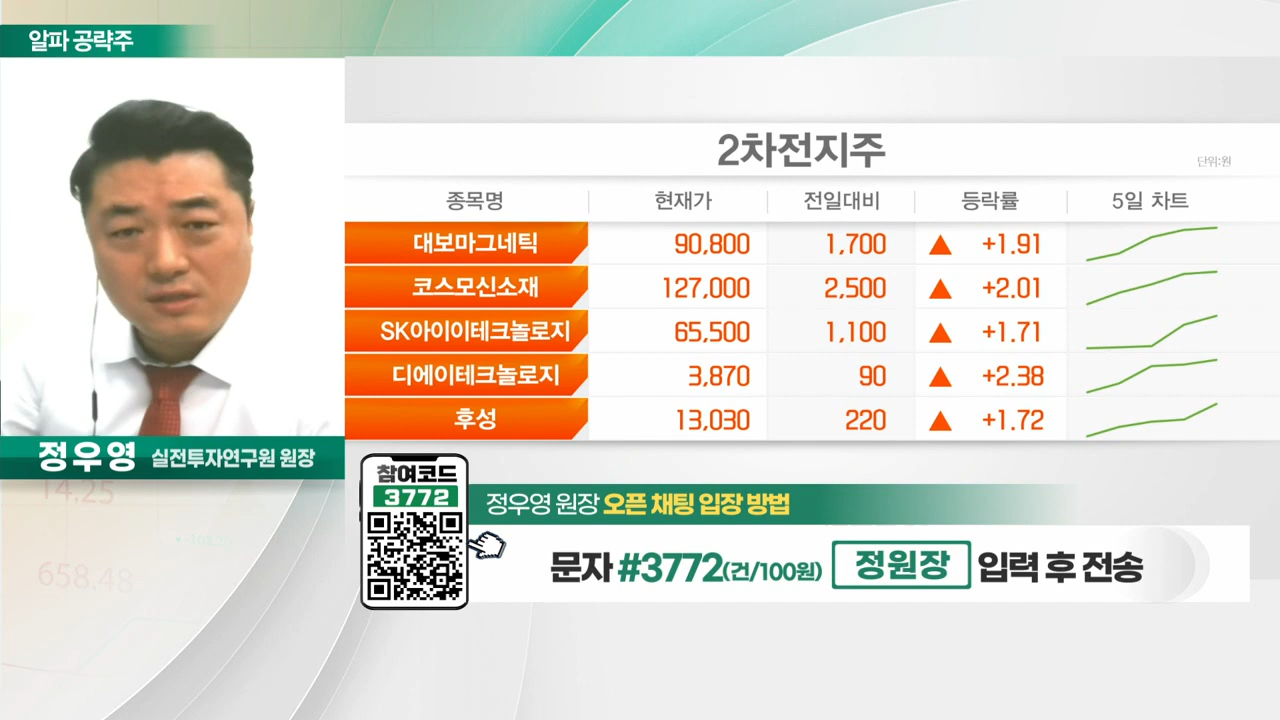 알파 공략주
2차전지주
단위:원
종목명 현재가 전일대비 등락률 5일 차트
대보마그네틱 90,800 1,700 ▲ +1.91
코스모신소재 127,000 2,500 ▲ +2.01
SK아이이테크놀로지 65,500 1,100 ▲ +1.71
디에이테크놀로지 3,870 90 ▲ +2.38
후성 13,030 220 ▲ +1.72
정우영 실전투자연구원 원장
14.25
658.48
참여코드
3772
정우영 원장 오픈 채팅 입장 방법
문자 #3772(건/100원) 정원장 입력 후 전송